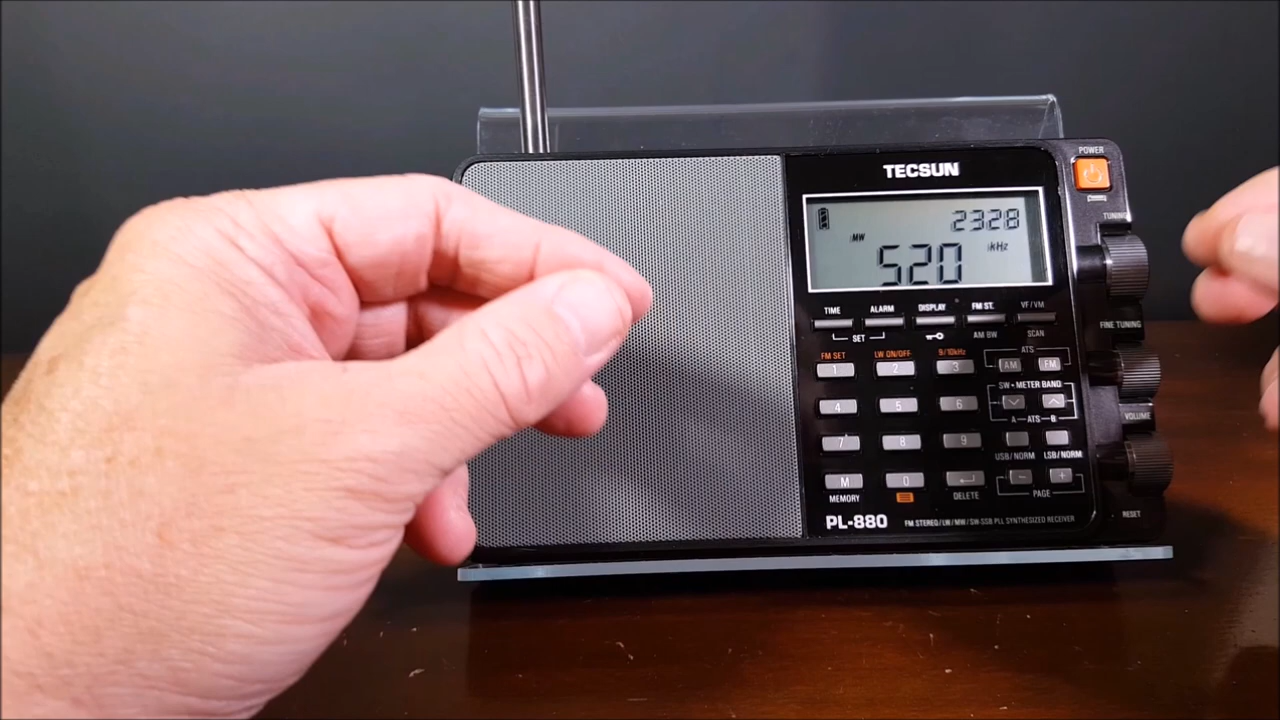 POWER
TECSUN
TUNING
2328
MW
520 kHz
TIME ALARM DISPLAY FM ST. VF/VM
SET AM BW SCAN
FINE TUNING
FM SET LW ON/OFF 9/10kHz ATS
1 2 3 AM FM
SW • METER BAND
4 5 6
A — ATS — B
VOLUME
7 8 9
USB/NORM LSB/NORM
M 0 - +
MEMORY DELETE PAGE
RESET
PL-880 FM STEREO/LW/MW/SW-SSB PLL SYNTHESIZED RECEIVER